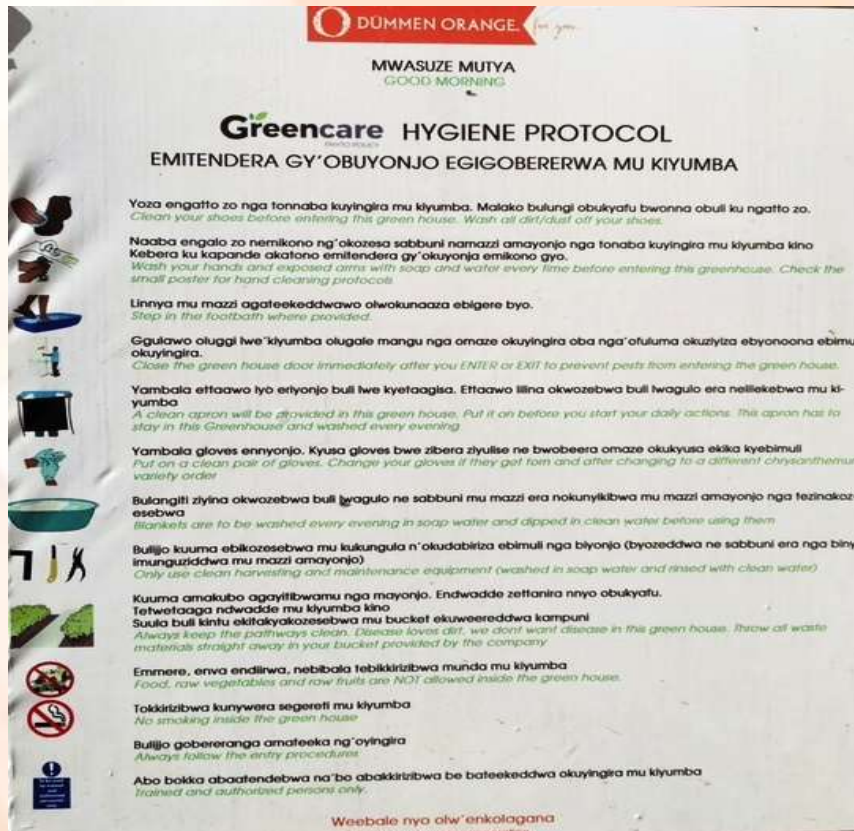 DÜMMEN ORANGE.
MWASUZE MUTYA
GOOD MORNING
Greencare HYGIENE PROTOCOL
EMITENDERA GY'OBUYONJO EGIGOBERERWA MU KIYUMBA
Yoza engatto zo nga tonnaba kuyingira mu kiyumba. Malako bulungi obukyafu bwonna obuli ku ngatto zo.
Clean your shoes before entering this green house. Wash all dirt/dust off your shoes.
Naaba engalo zo nemikono ng'okozesa sabbuni namazzi amayonjo nga tonaba kuyingira mu kiyumba kino
Kebera ku kapande akatono emitendera gy'okuyonja emikono gyo.
Wash your hands and exposed arms with soap and water every time before entering this greenhouse. Check the
small poster for hand cleaning protocols
Linnya mu mazzi agateekeddwawo olwokunaaza ebigere byo.
Step in the footbath where provided.
Ggulawo oluggi lwe'kiyumba olugale mangu nga omaze okuyingira oba nga'ofuluma okuziyiza ebyonoona ebimu
okuyingira.
Close the green house door immediately after you ENTER or EXIT to prevent pests from entering the green house.
Yambala ettaawo lyo eriyonjo buli lwe kyetaagisa. Ettaawo lilina okwozebwa buli lwagulo era nelilekebwa mu ki-
yumba
A clean apron will be provided in this green house. Put it on before you start your daily actions. This apron has to
stay in this Greenhouse and washed every evening
Yambala gloves ennyonjo. Kyusa gloves bwe zibera ziyulise ne bwobeera omaze okukyusa ekika kyebimuli
Put on a clean pair of gloves. Change your gloves if they get torn and after changing to a different chrysanthemum
variety order
Bulangiti ziyina okwozebwa buli lwagulo ne sabbuni mu mazzi era nokunyikibwa mu mazzi amayonjo nga tezinakoz
esebwa
Blankets are to be washed every evening in soap water and dipped in clean water before using them
Bulijjo kuuma ebikozesebwa mu kukungula n'okudabiriza ebimuli nga biyonjo (byozeddwa ne sabbuni era nga biny
imunguziddwa mu mazzi amayonjo)
Only use clean harvesting and maintenance equipment (washed in soap water and rinsed with clean water)
Kuuma amakubo agayitibwamu nga mayonjo. Endwadde zettanira nnyo obukyafu.
Tetwetaaga ndwadde mu kiyumba kino
Suula buli kintu ekitakyakozesebwa mu bucket ekuweereddwa kampuni
Always keep the pathways clean. Disease loves dirt, we dont want disease in this green house. Throw all waste
materials straight away in your bucket provided by the company
Emmere, enva endiirwa, nebibala tebikkirizibwa munda mu kiyumba
Food, raw vegetables and raw fruits are NOT allowed inside the green house.
Tokkirizibwa kunywera segereti mu kiyumba
No smoking inside the green house
Bulijjo gobereranga amateeka ng'oyingira
Always follow the entry procedures
Abo bokka abaatendebwa na'bo abakkirizibwa be bateekeddwa okuyingira mu kiyumba
Trained and authorized persons only.
Weebale nyo olw'enkolagana